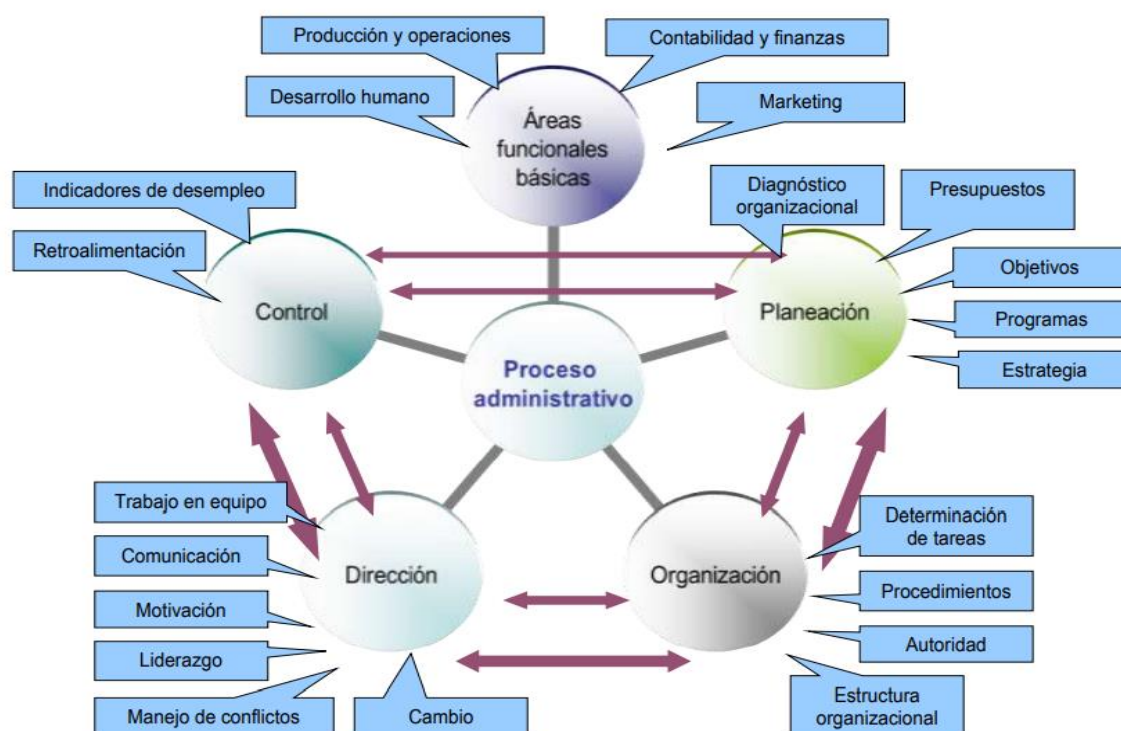 Producción y operaciones
Contabilidad y finanzas
Desarrollo humano
Marketing
Áreas
funcionales
básicas
Indicadores de desempleo
Retroalimentación
Diagnóstico
organizacional
Presupuestos
Objetivos
Programas
Estrategia
Control
Planeación
Proceso
administrativo
Trabajo en equipo
Comunicación
Motivación
Liderazgo
Manejo de conflictos
Cambio
Dirección
Organización
Determinación
de tareas
Procedimientos
Autoridad
Estructura
organizacional